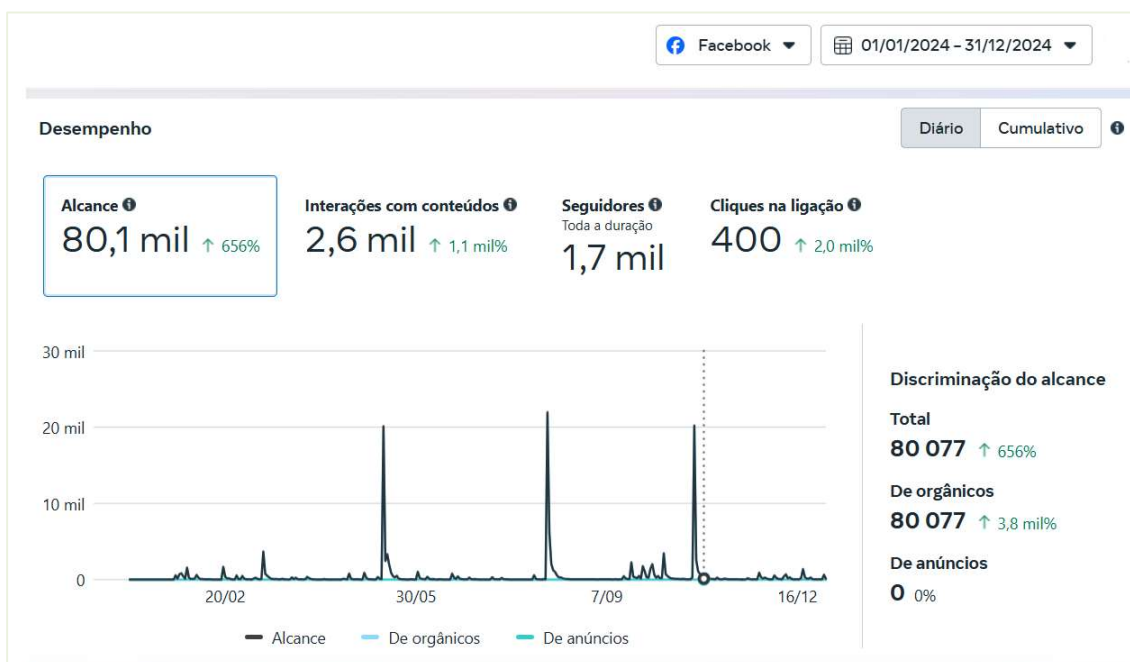 Facebook
01/01/2024 – 31/12/2024
Desempenho
Diário
Cumulativo
Alcance
80,1 mil ↑ 656%
Interações com conteúdos
2,6 mil ↑ 1,1 mil%
Seguidores
Toda a duração
1,7 mil
Cliques na ligação
400 ↑ 2,0 mil%
30 mil
20 mil
10 mil
0
20/02
30/05
7/09
16/12
Alcance
De orgânicos
De anúncios
Discriminação do alcance
Total
80 077 ↑ 656%
De orgânicos
80 077 ↑ 3,8 mil%
De anúncios
0 0%